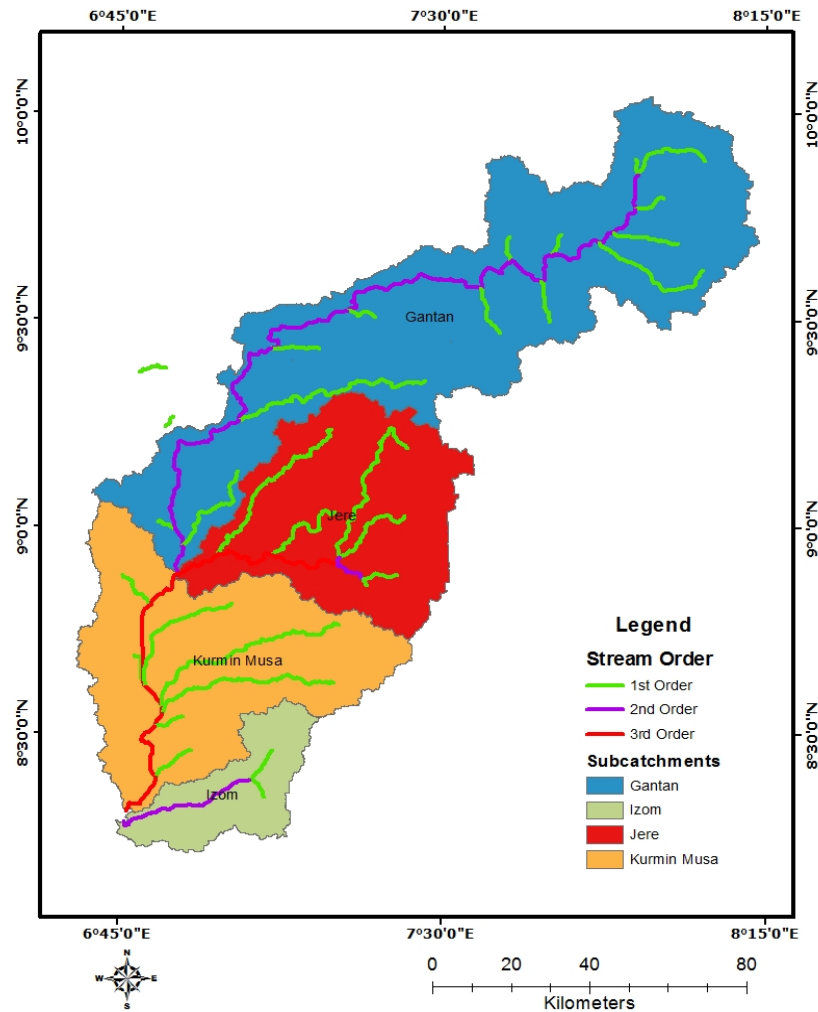 6°45'0"E 7°30'0"E 8°15'0"E
10°0'0"N 10°0'0"N
Gantan
9°30'0"N 9°30'0"N
Jere
9°0'0"N 9°0'0"N
Legend
Stream Order
Kurmin Musa
1st Order
2nd Order
8°30'0"N 8°30'0"N
3rd Order
Subcatchments
Gantan
Izom
Izom
Jere
Kurmin Musa
6°45'0"E 7°30'0"E 8°15'0"E
N
W E
S
0 20 40 80
Kilometers